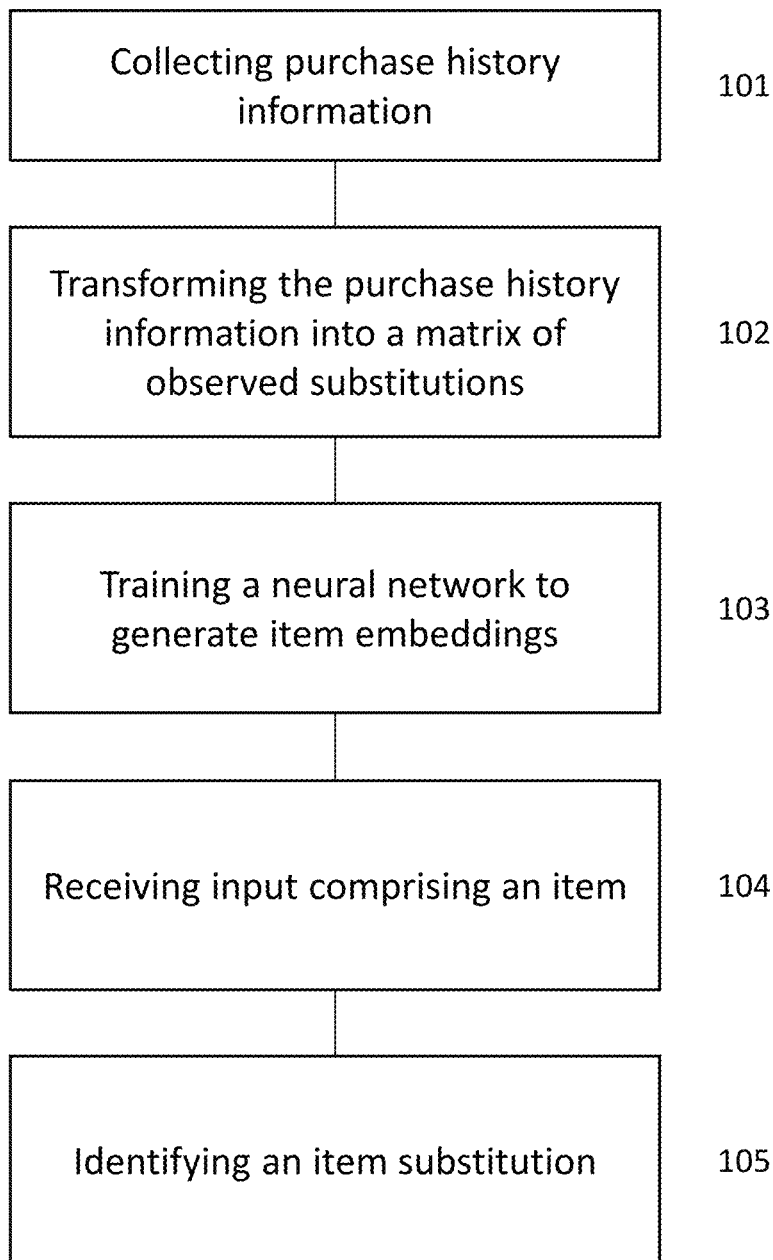 Collecting purchase history
information
101
Transforming the purchase history
information into a matrix of
observed substitutions
102
Training a neural network to
generate item embeddings
103
Receiving input comprising an item
104
Identifying an item substitution
105